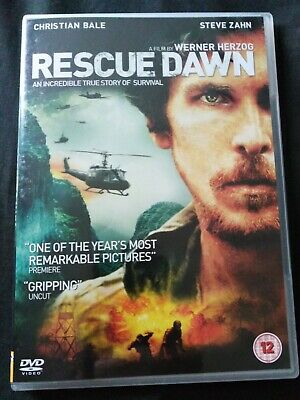 CHRISTIAN BALE
STEVE ZAHN
A FILM BY WERNER HERZOG
RESCUE DAWN
AN INCREDIBLE TRUE STORY OF SURVIVAL
"ONE OF THE YEAR'S MOST
REMARKABLE PICTURES"
PREMIERE
"GRIPPING"
UNCUT
12
DVD
VIDEO